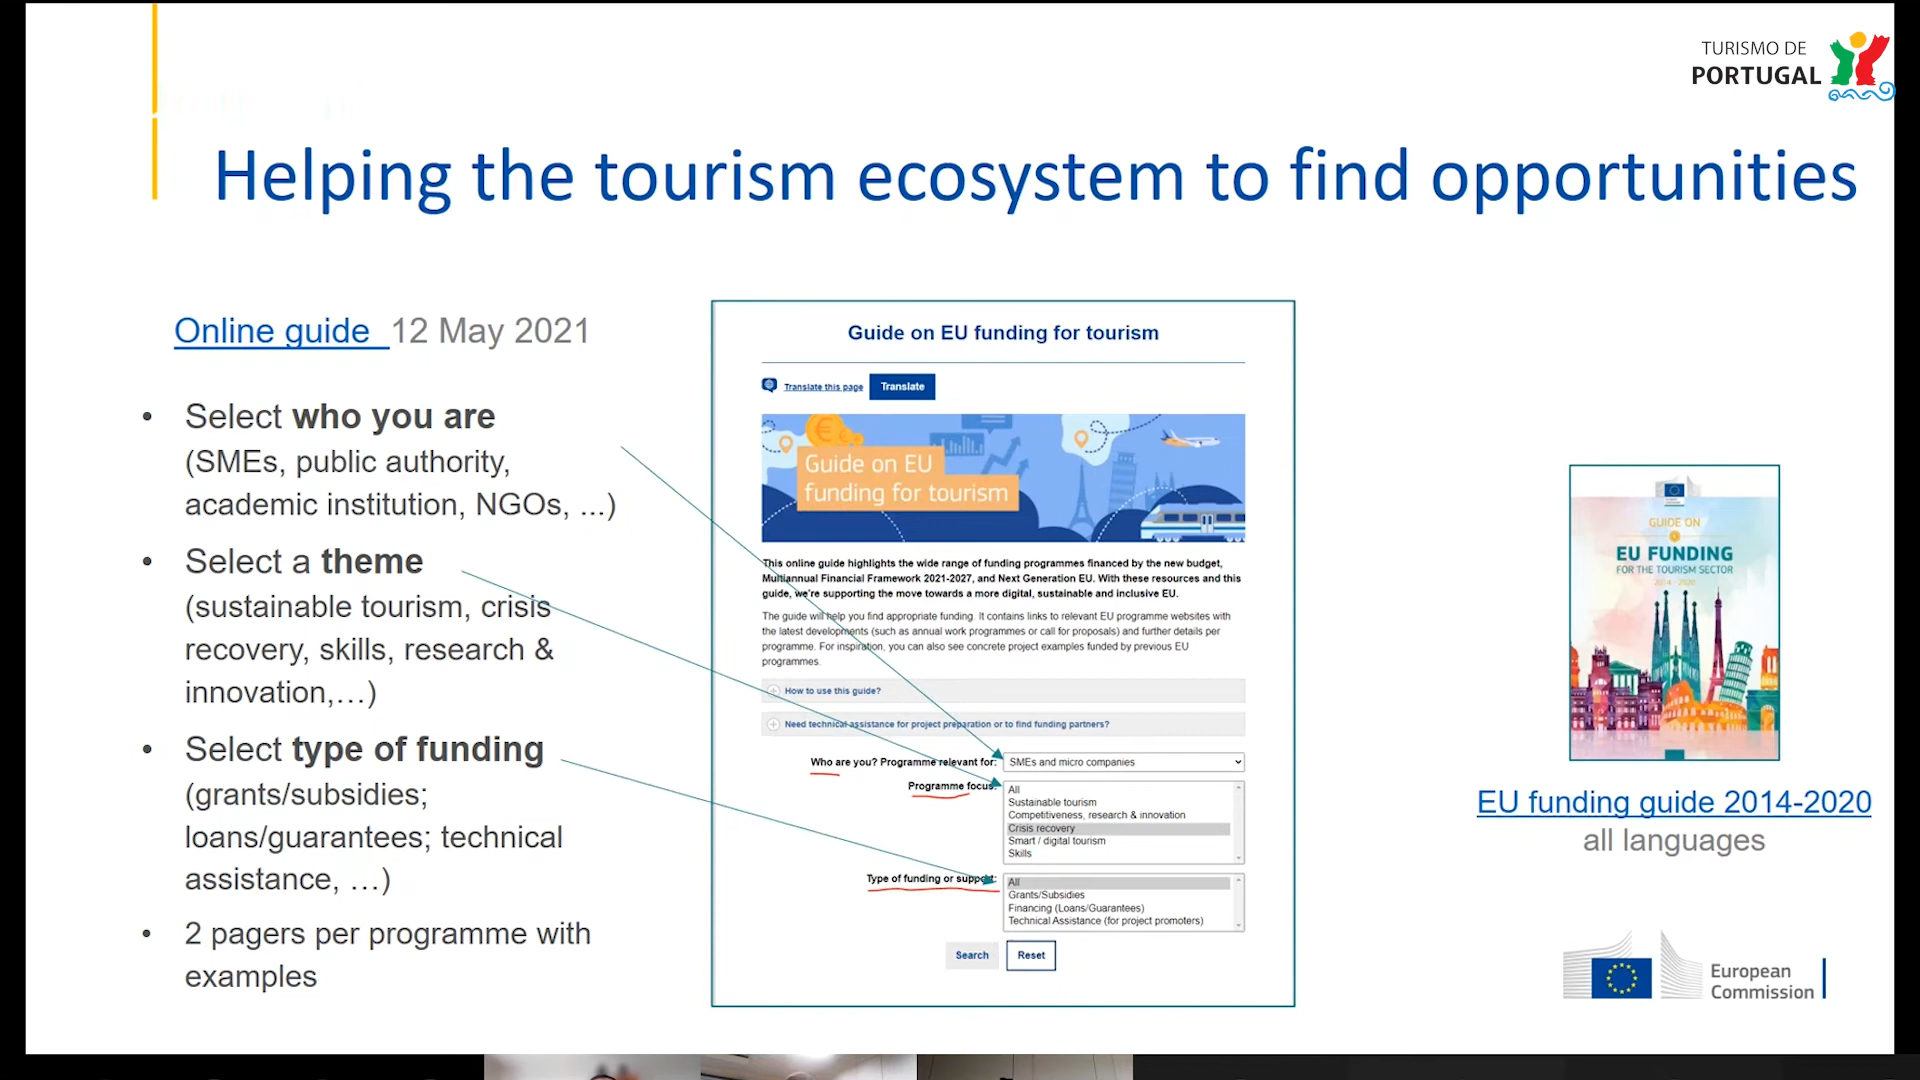 TURISMO DE
PORTUGAL
Helping the tourism ecosystem to find opportunities
Online guide 12 May 2021
• Select who you are
(SMEs, public authority,
academic institution, NGOs, ...)
• Select a theme
(sustainable tourism, crisis
recovery, skills, research &
innovation,…)
• Select type of funding
(grants/subsidies;
loans/guarantees; technical
assistance, …)
• 2 pagers per programme with
examples
Guide on EU funding for tourism
Translate this page Translate
Guide on EU
funding for tourism
This online guide highlights the wide range of funding programmes financed by the new budget,
Multiannual Financial Framework 2021-2027, and Next Generation EU. With these resources and this
guide, we're supporting the move towards a more digital, sustainable and inclusive EU.
The guide will help you find appropriate funding. It contains links to relevant EU programme websites with
the latest developments (such as annual work programmes or call for proposals) and further details per
programme. For inspiration, you can also see concrete project examples funded by previous EU
programmes.
How to use this guide?
Need technical assistance for project preparation or to find funding partners?
Who are you? Programme relevant for: SMEs and micro companies
Programme focus:
All
Sustainable tourism
Competitiveness, research & innovation
Crisis recovery
Smart / digital tourism
Skills
Type of funding or support:
All
Grants/Subsidies
Financing (Loans/Guarantees)
Technical Assistance (for project promoters)
Search Reset
GUIDE ON
EU FUNDING
FOR THE TOURISM SECTOR
2014 - 2020
EU funding guide 2014-2020
all languages
European
Commission